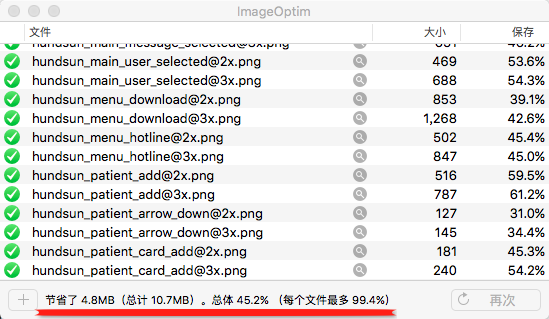 ImageOptim
文件 大小 保存
hundsun_main_message_selected@3x.png
hundsun_main_user_selected@2x.png 469 53.6%
hundsun_main_user_selected@3x.png 688 54.3%
hundsun_menu_download@2x.png 853 39.1%
hundsun_menu_download@3x.png 1,268 42.6%
hundsun_menu_hotline@2x.png 502 45.4%
hundsun_menu_hotline@3x.png 847 45.0%
hundsun_patient_add@2x.png 516 59.5%
hundsun_patient_add@3x.png 787 61.2%
hundsun_patient_arrow_down@2x.png 127 31.0%
hundsun_patient_arrow_down@3x.png 145 34.4%
hundsun_patient_card_add@2x.png 181 45.3%
hundsun_patient_card_add@3x.png 240 54.2%
节省了 4.8MB（总计 10.7MB）。总体 45.2% （每个文件最多 99.4%） 再次